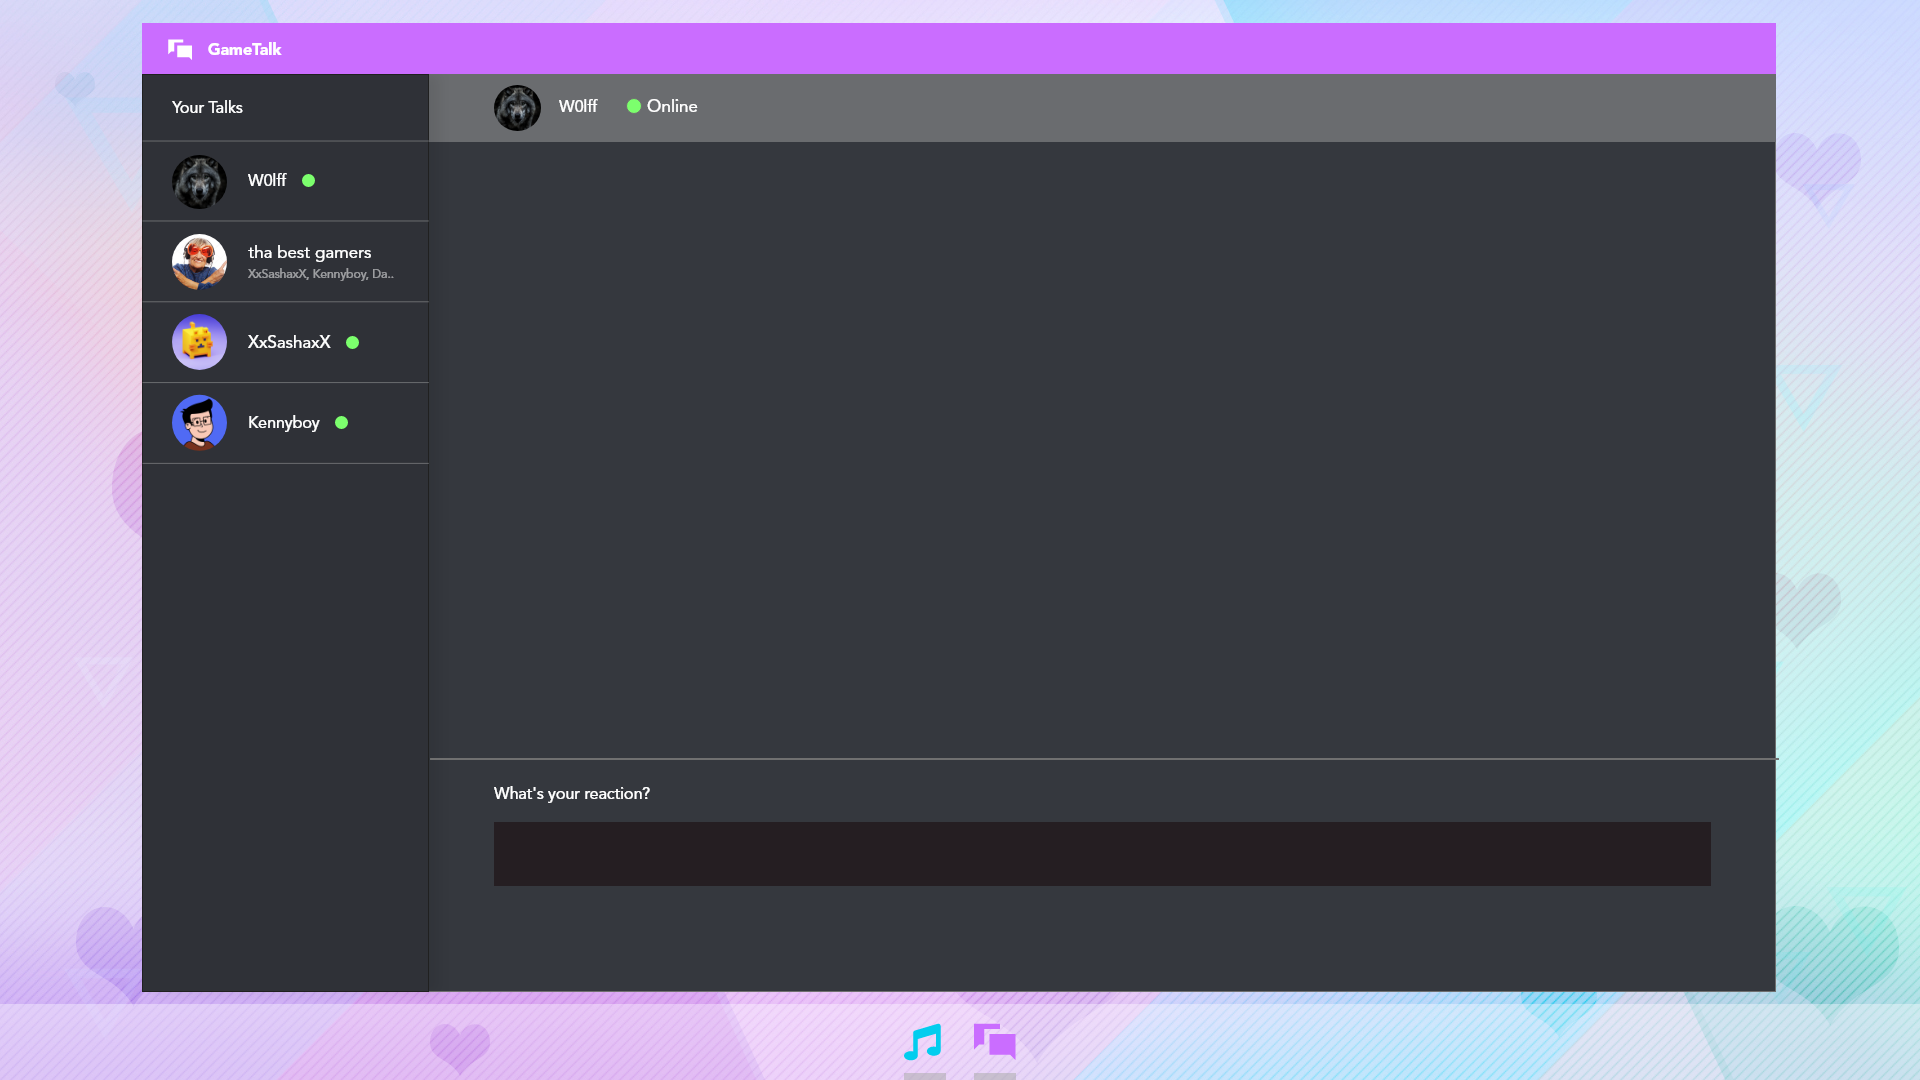 GameTalk
Your Talks
W0lff
tha best gamers
XxSashaxX, Kennyboy, Da..
XxSashaxX
Kennyboy
W0lff
Online
What's your reaction?